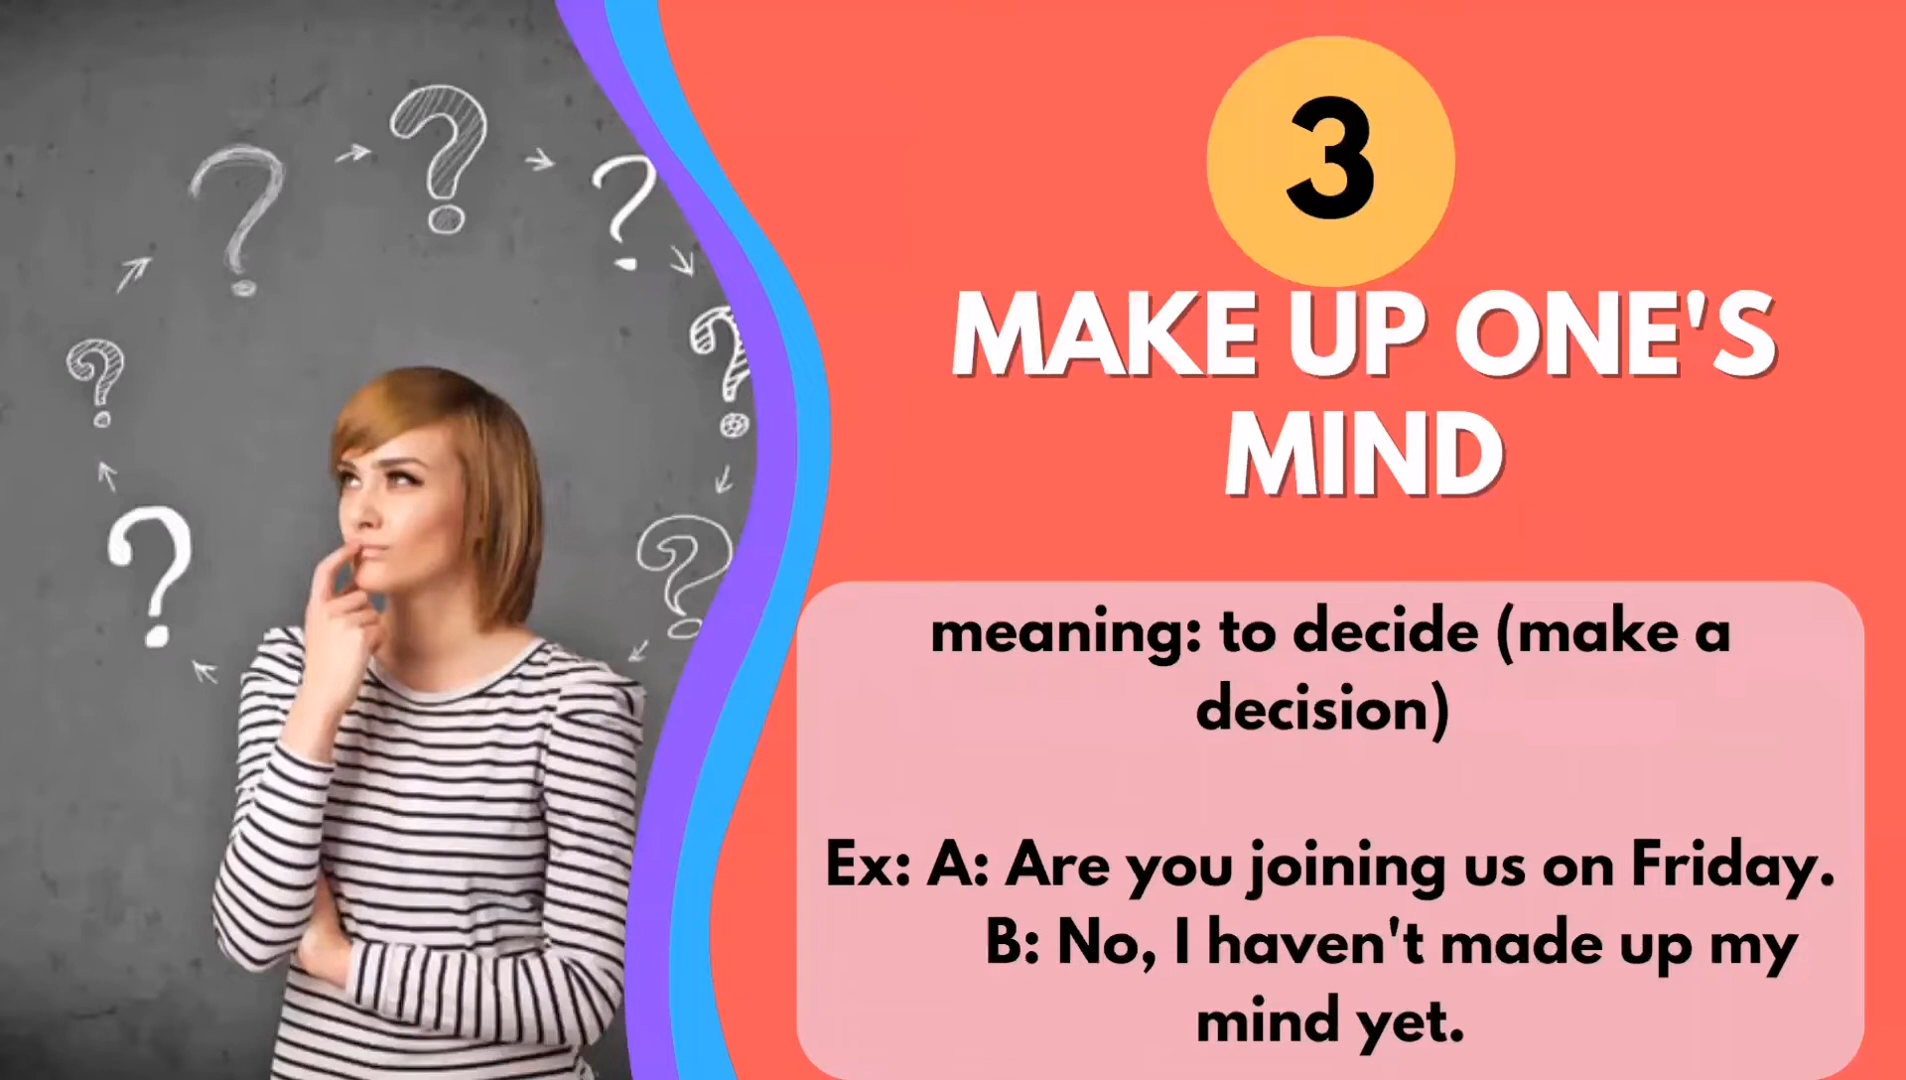 3
MAKE UP ONE'S
MIND
meaning: to decide (make a
decision)
Ex: A: Are you joining us on Friday.
B: No, I haven't made up my
mind yet.